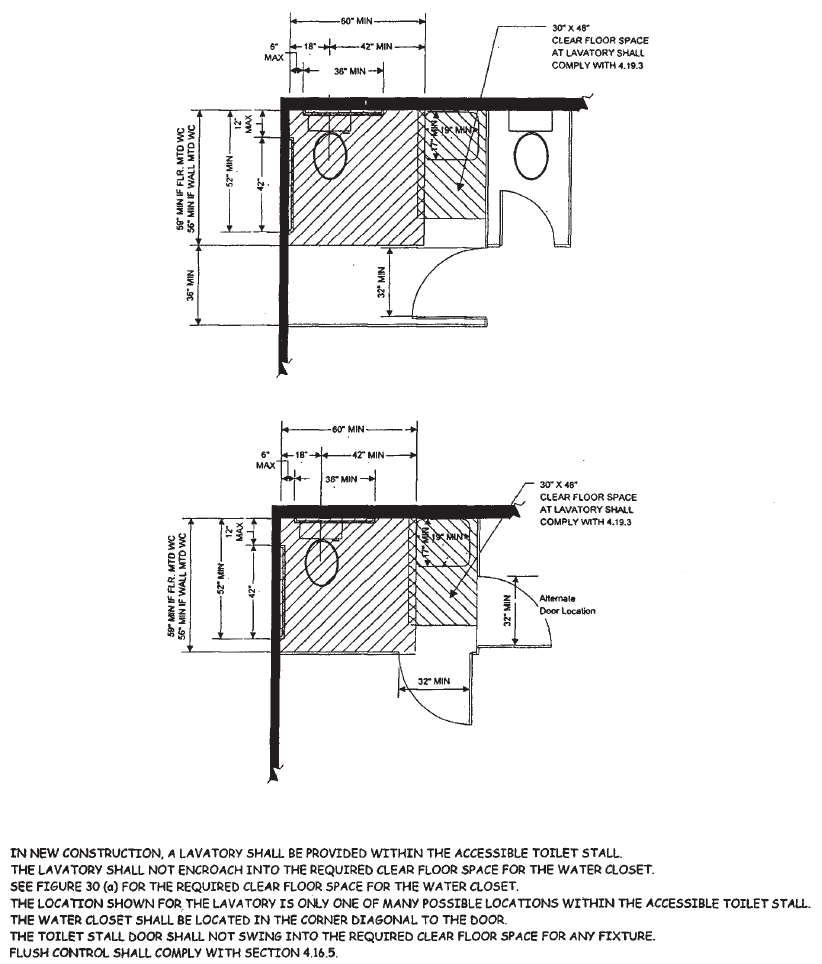 60" MIN
30" X 48"
CLEAR FLOOR SPACE
AT LAVATORY SHALL
COMPLY WITH 4.19.3
6"
MAX
18"
42" MIN
36" MIN
12"
MAX
19" MIN
17" MIN
59" MIN IF FLR. MTD WC
56" MIN IF WALL MTD WC
52" MIN
42"
36" MIN
32" MIN
60" MIN
6"
MAX
18"
42" MIN
36" MIN
30" X 48"
CLEAR FLOOR SPACE
AT LAVATORY SHALL
COMPLY WITH 4.19.3
12"
MAX
19" MIN
17" MIN
59" MIN IF FLR. MTD WC
56" MIN IF WALL MTD WC
52" MIN
42"
32" MIN
Alternate
Door Location
32" MIN
IN NEW CONSTRUCTION, A LAVATORY SHALL BE PROVIDED WITHIN THE ACCESSIBLE TOILET STALL.
THE LAVATORY SHALL NOT ENCROACH INTO THE REQUIRED CLEAR FLOOR SPACE FOR THE WATER CLOSET.
SEE FIGURE 30 (a) FOR THE REQUIRED CLEAR FLOOR SPACE FOR THE WATER CLOSET.
THE LOCATION SHOWN FOR THE LAVATORY IS ONLY ONE OF MANY POSSIBLE LOCATIONS WITHIN THE ACCESSIBLE TOILET STALL.
THE WATER CLOSET SHALL BE LOCATED IN THE CORNER DIAGONAL TO THE DOOR.
THE TOILET STALL DOOR SHALL NOT SWING INTO THE REQUIRED CLEAR FLOOR SPACE FOR ANY FIXTURE.
FLUSH CONTROL SHALL COMPLY WITH SECTION 4.16.5.